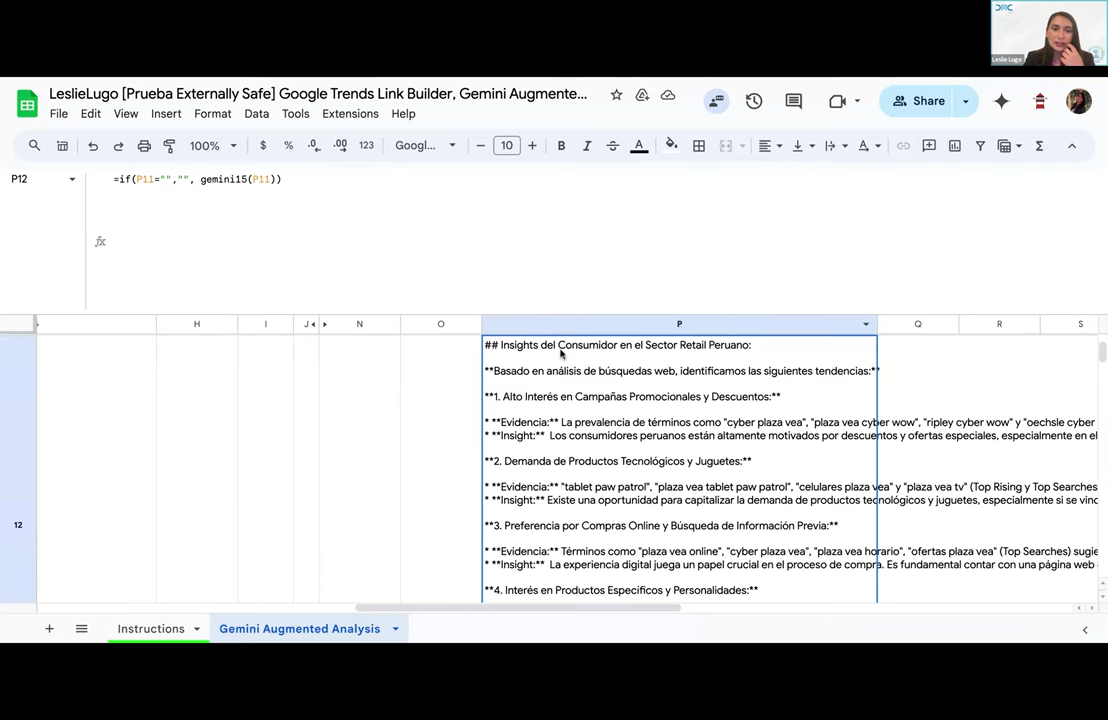 DMC
Leslie Lugo
LeslieLugo [Prueba Externally Safe] Google Trends Link Builder, Gemini Augmente...
Share
File Edit View Insert Format Data Tools Extensions Help
100% $ % .0 .00 123 Googl... 10 B I A
P12 =if(P11="","", gemini15(P11))
fx
H I J N O P Q R S
12
## Insights del Consumidor en el Sector Retail Peruano:
**Basado en análisis de búsquedas web, identificamos las siguientes tendencias:**
**1. Alto Interés en Campañas Promocionales y Descuentos:**
* **Evidencia:** La prevalencia de términos como "cyber plaza vea", "plaza vea cyber wow", "ripley cyber wow" y "oechsle cyber
* **Insight:** Los consumidores peruanos están altamente motivados por descuentos y ofertas especiales, especialmente en el
**2. Demanda de Productos Tecnológicos y Juguetes:**
* **Evidencia:** "tablet paw patrol", "plaza vea tablet paw patrol", "celulares plaza vea" y "plaza vea tv" (Top Rising y Top Searches
* **Insight:** Existe una oportunidad para capitalizar la demanda de productos tecnológicos y juguetes, especialmente si se vinc
**3. Preferencia por Compras Online y Búsqueda de Información Previa:**
* **Evidencia:** Términos como "plaza vea online", "cyber plaza vea", "plaza vea horario", "ofertas plaza vea" (Top Searches) sugie
* **Insight:** La experiencia digital juega un papel crucial en el proceso de compra. Es fundamental contar con una página web
**4. Interés en Productos Específicos y Personalidades:**
Instructions
Gemini Augmented Analysis